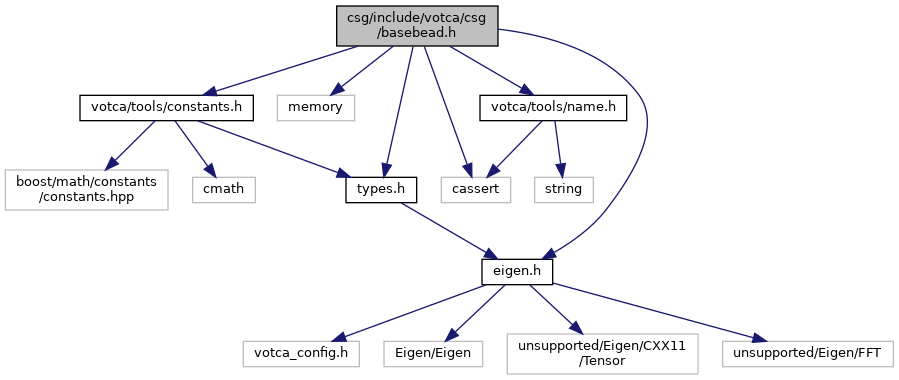 csg/include/votca/csg
/basebead.h
votca/tools/constants.h
memory
votca/tools/name.h
boost/math/constants
/constants.hpp
cmath
types.h
cassert
string
eigen.h
votca_config.h
Eigen/Eigen
unsupported/Eigen/CXX11
/Tensor
unsupported/Eigen/FFT